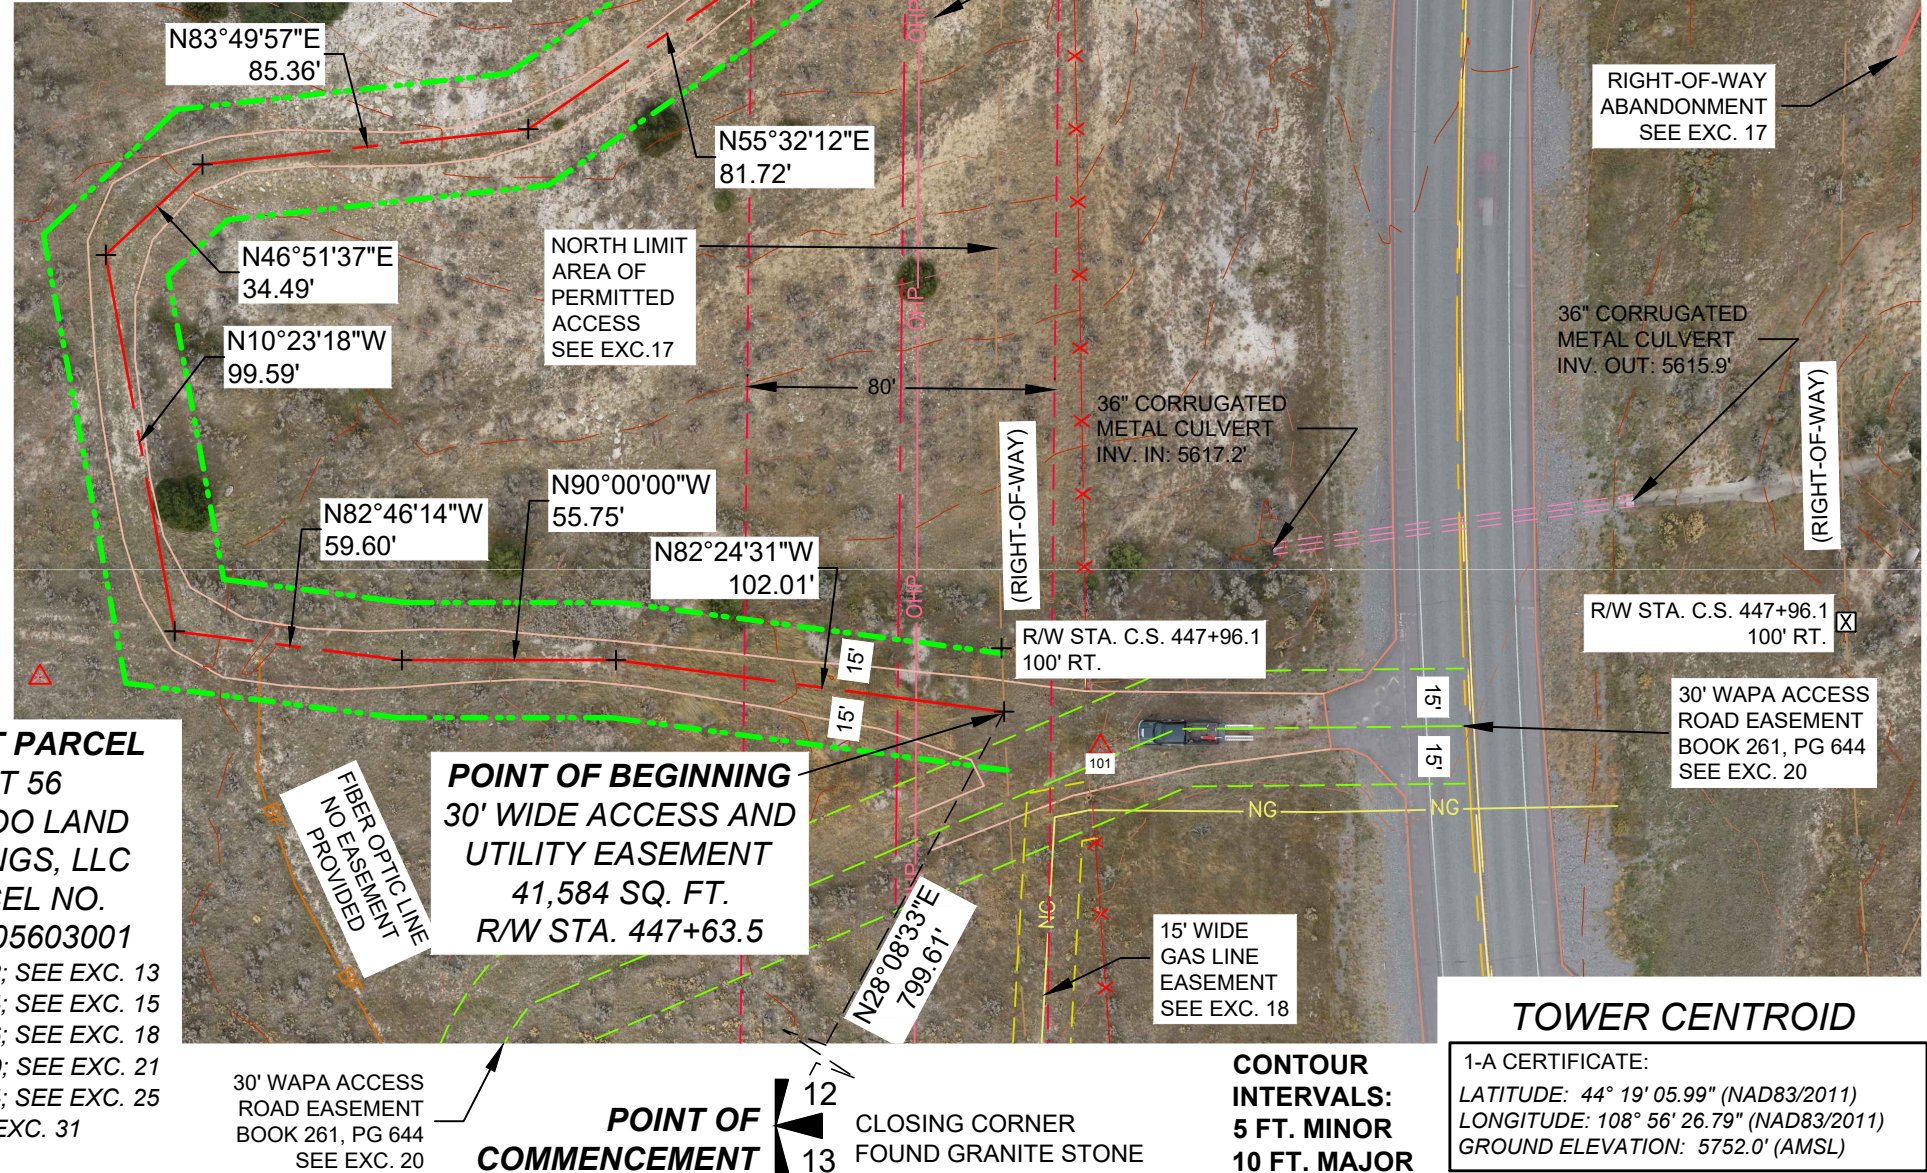 N83°49'57"E
85.36'
N55°32'12"E
81.72'
RIGHT-OF-WAY
ABANDONMENT
SEE EXC. 17
OHP
N46°51'37"E
34.49'
NORTH LIMIT
AREA OF
PERMITTED
ACCESS
SEE EXC.17
OHP
N10°23'18"W
99.59'
80'
36" CORRUGATED
METAL CULVERT
INV. OUT: 5615.9'
36" CORRUGATED
METAL CULVERT
INV. IN: 5617.2'
(RIGHT-OF-WAY)
(RIGHT-OF-WAY)
N82°46'14"W
59.60'
N90°00'00"W
55.75'
N82°24'31"W
102.01'
OHP
R/W STA. C.S. 447+96.1
100' RT.
R/W STA. C.S. 447+96.1
100' RT.
X
15'
15'
15'
15'
30' WAPA ACCESS
ROAD EASEMENT
BOOK 261, PG 644
SEE EXC. 20
101
NG
NG
NG
T PARCEL
T 56
DO LAND
NGS, LLC
EL NO.
05603001
; SEE EXC. 13
; SEE EXC. 15
; SEE EXC. 18
; SEE EXC. 21
; SEE EXC. 25
EXC. 31
BF
BF
FIBER OPTIC LINE
NO EASEMENT
PROVIDED
POINT OF BEGINNING
30' WIDE ACCESS AND
UTILITY EASEMENT
41,584 SQ. FT.
R/W STA. 447+63.5
N28°08'33"E
799.61'
15' WIDE
GAS LINE
EASEMENT
SEE EXC. 18
30' WAPA ACCESS
ROAD EASEMENT
BOOK 261, PG 644
SEE EXC. 20
POINT OF
COMMENCEMENT
12
13
CLOSING CORNER
FOUND GRANITE STONE
CONTOUR
INTERVALS:
5 FT. MINOR
10 FT. MAJOR
TOWER CENTROID
1-A CERTIFICATE:
LATITUDE: 44° 19' 05.99" (NAD83/2011)
LONGITUDE: 108° 56' 26.79" (NAD83/2011)
GROUND ELEVATION: 5752.0' (AMSL)